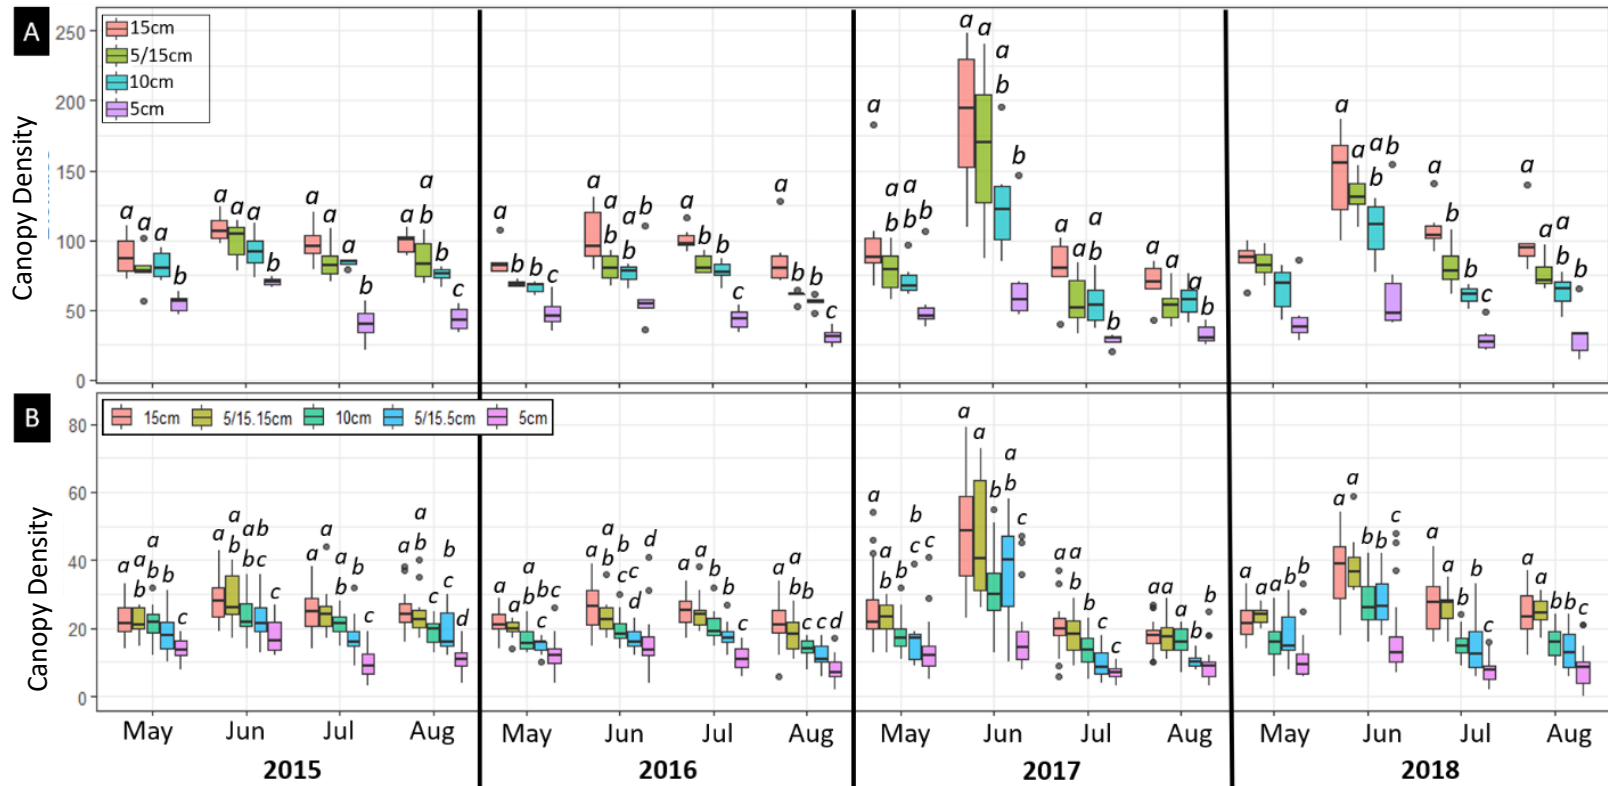 A
15cm
5/15cm
10cm
5cm
Canopy Density
250
200
150
100
50
0
a a a b
a a a b
a a a b
a a b b c
a b b c
a a b a b b
a b b c
a b b c
a a b a b b
a a a b b
a a a b b
a a a b
a a a b b
a b b c
a a a b b
B
15cm
5/15.15cm
10cm
5/15.5cm
5cm
Canopy Density
80
60
40
20
0
a a b a b b c
a a b a b b c c
a a a b b c
a a b b c d
a a a b b c b c
a a b b c c d d
a a b b c
a a b b c c d
a a b b b c c
a a b a b c
a a b b c c
a a a b b
a a a b b
a a b b c c
a a b b c
a a b b c
May Jun Jul Aug May Jun Jul Aug May Jun Jul Aug May Jun Jul Aug
2015 2016 2017 2018